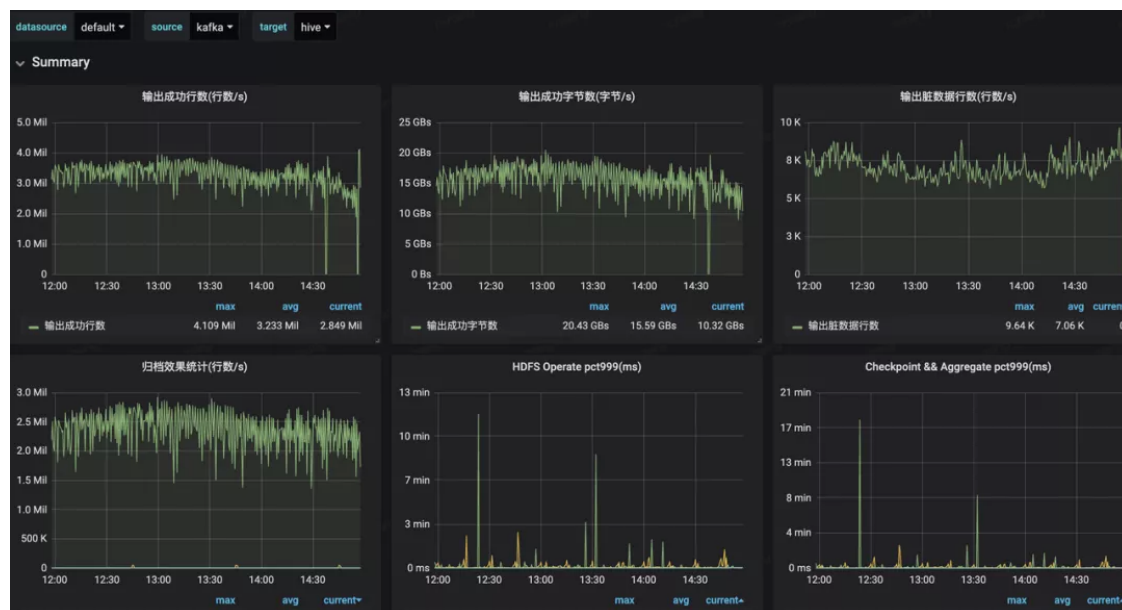 datasource default source kafka target hive
Summary
输出成功行数(行数/s)
5.0 Mil
4.0 Mil
3.0 Mil
2.0 Mil
1.0 Mil
0
12:00 12:30 13:00 13:30 14:00 14:30
max avg current
输出成功行数 4.109 Mil 3.233 Mil 2.849 Mil
输出成功字节数(字节/s)
25 GBs
20 GBs
15 GBs
10 GBs
5 GBs
0 Bs
12:00 12:30 13:00 13:30 14:00 14:30
max avg current
输出成功字节数 20.43 GBs 15.59 GBs 10.32 GBs
输出脏数据行数(行数/s)
10 K
8 K
5 K
3 K
0
12:00 12:30 13:00 13:30 14:00 14:30
max avg curren
输出脏数据行数 9.64 K 7.06 K
归档效果统计(行数/s)
3.0 Mil
2.5 Mil
2.0 Mil
1.5 Mil
1.0 Mil
500 K
0
12:00 12:30 13:00 13:30 14:00 14:30
max avg current
HDFS Operate pct999(ms)
13 min
10 min
7 min
3 min
0 ms
12:00 12:30 13:00 13:30 14:00 14:30
max avg current
Checkpoint && Aggregate pct999(ms)
21 min
17 min
13 min
8 min
4 min
0 ms
12:00 12:30 13:00 13:30 14:00 14:30
max avg current